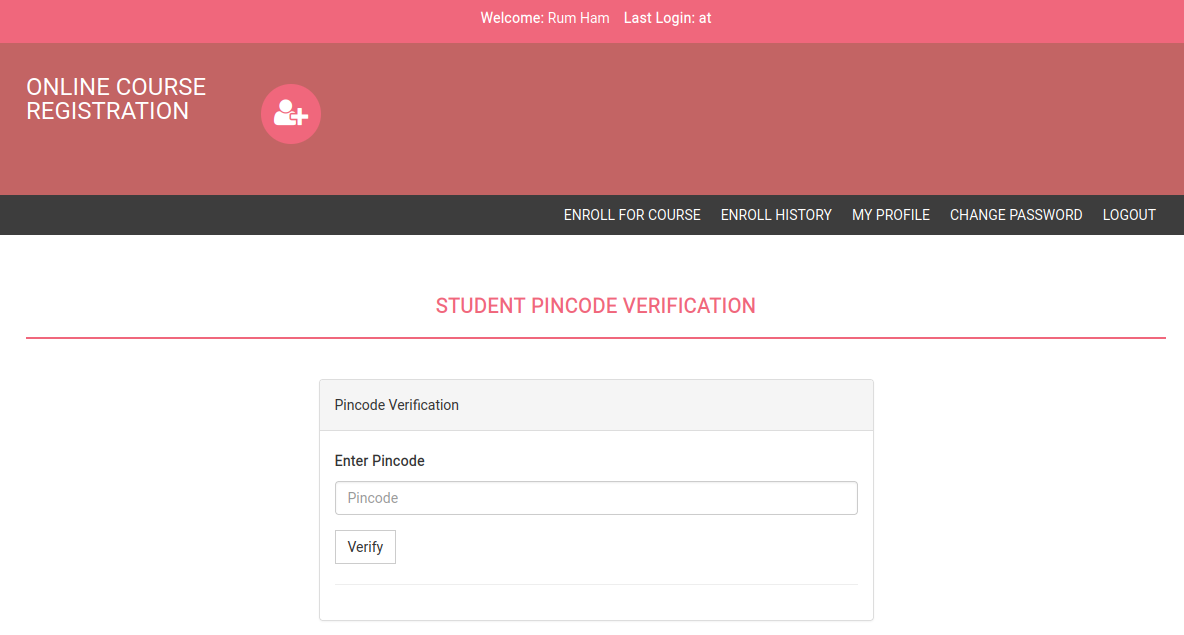 Welcome: Rum Ham Last Login: at
ONLINE COURSE
REGISTRATION
ENROLL FOR COURSE ENROLL HISTORY MY PROFILE CHANGE PASSWORD LOGOUT
STUDENT PINCODE VERIFICATION
Pincode Verification
Enter Pincode
Pincode
Verify